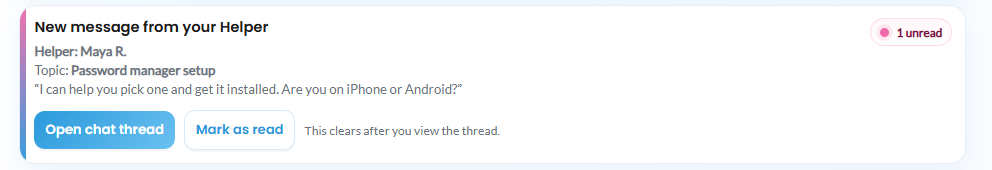 New message from your Helper
1 unread
Helper: Maya R.
Topic: Password manager setup
“I can help you pick one and get it installed. Are you on iPhone or Android?”
Open chat thread
Mark as read
This clears after you view the thread.